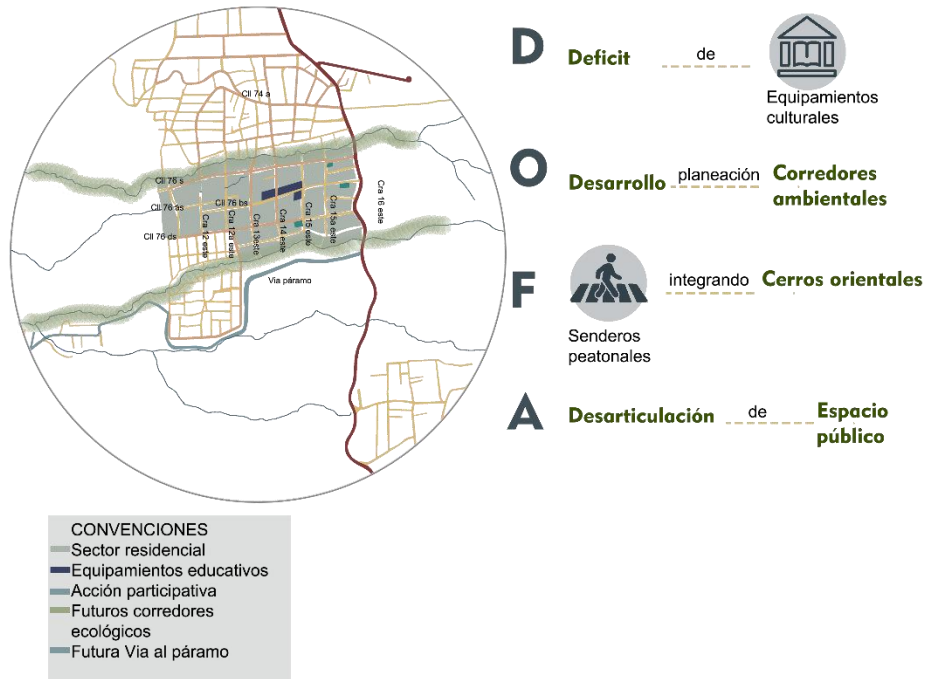 Cll 74 a
Cll 76 s
Cll 76 as
Cll 76 bs
Cll 76 ds
Cra 12 este
Cra 12a este
Cra 13este
Cra 14 este
Cra 15 este
Cra 15a este
Cra 16 este
Via páramo
D
Deficit de
Equipamientos
culturales
O
Desarrollo planeación Corredores
ambientales
F
integrando Cerros orientales
Senderos
peatonales
A
Desarticulación de Espacio
público
CONVENCIONES
Sector residencial
Equipamientos educativos
Acción participativa
Futuros corredores
ecológicos
Futura Via al páramo